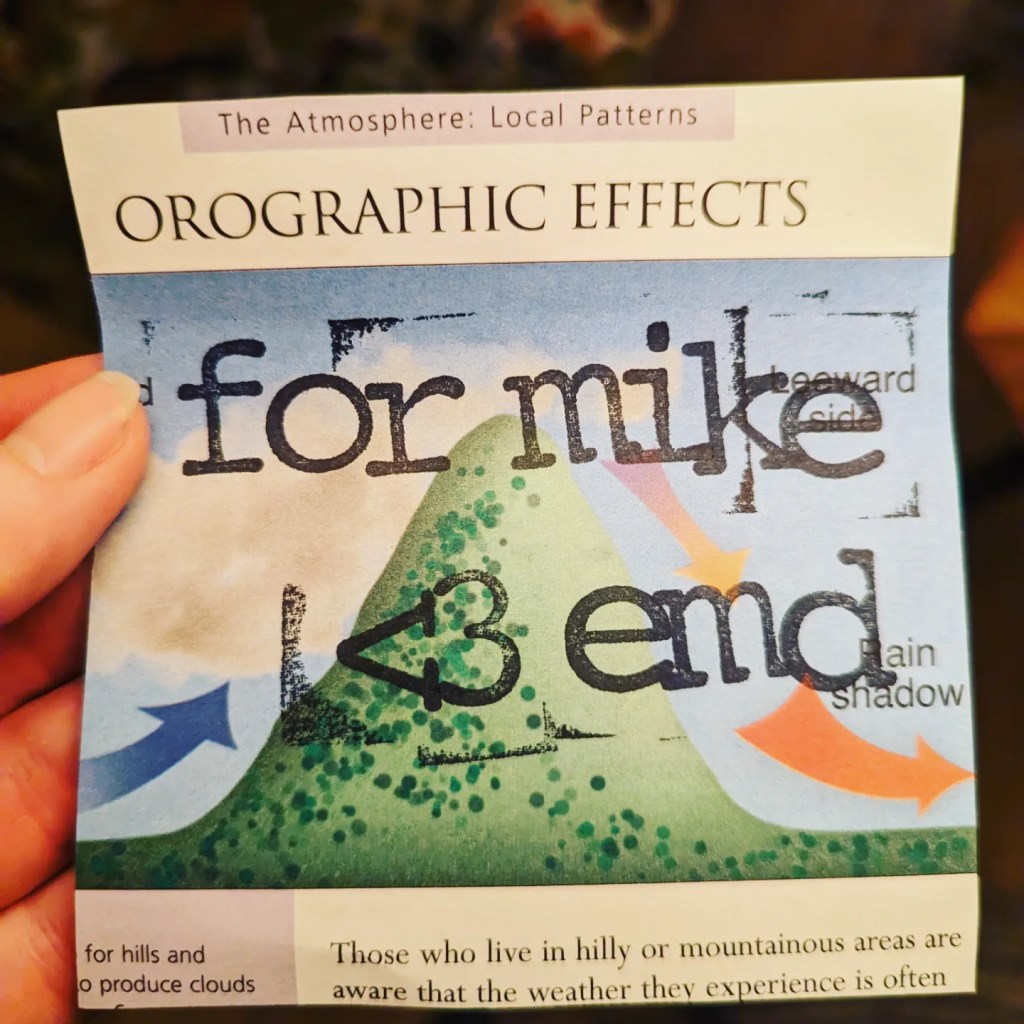 The Atmosphere: Local Patterns
OROGRAPHIC EFFECTS
for mike
Leeward
side
<3 emd
Rain
shadow
for hills and
to produce clouds
Those who live in hilly or mountainous areas are
aware that the weather they experience is often